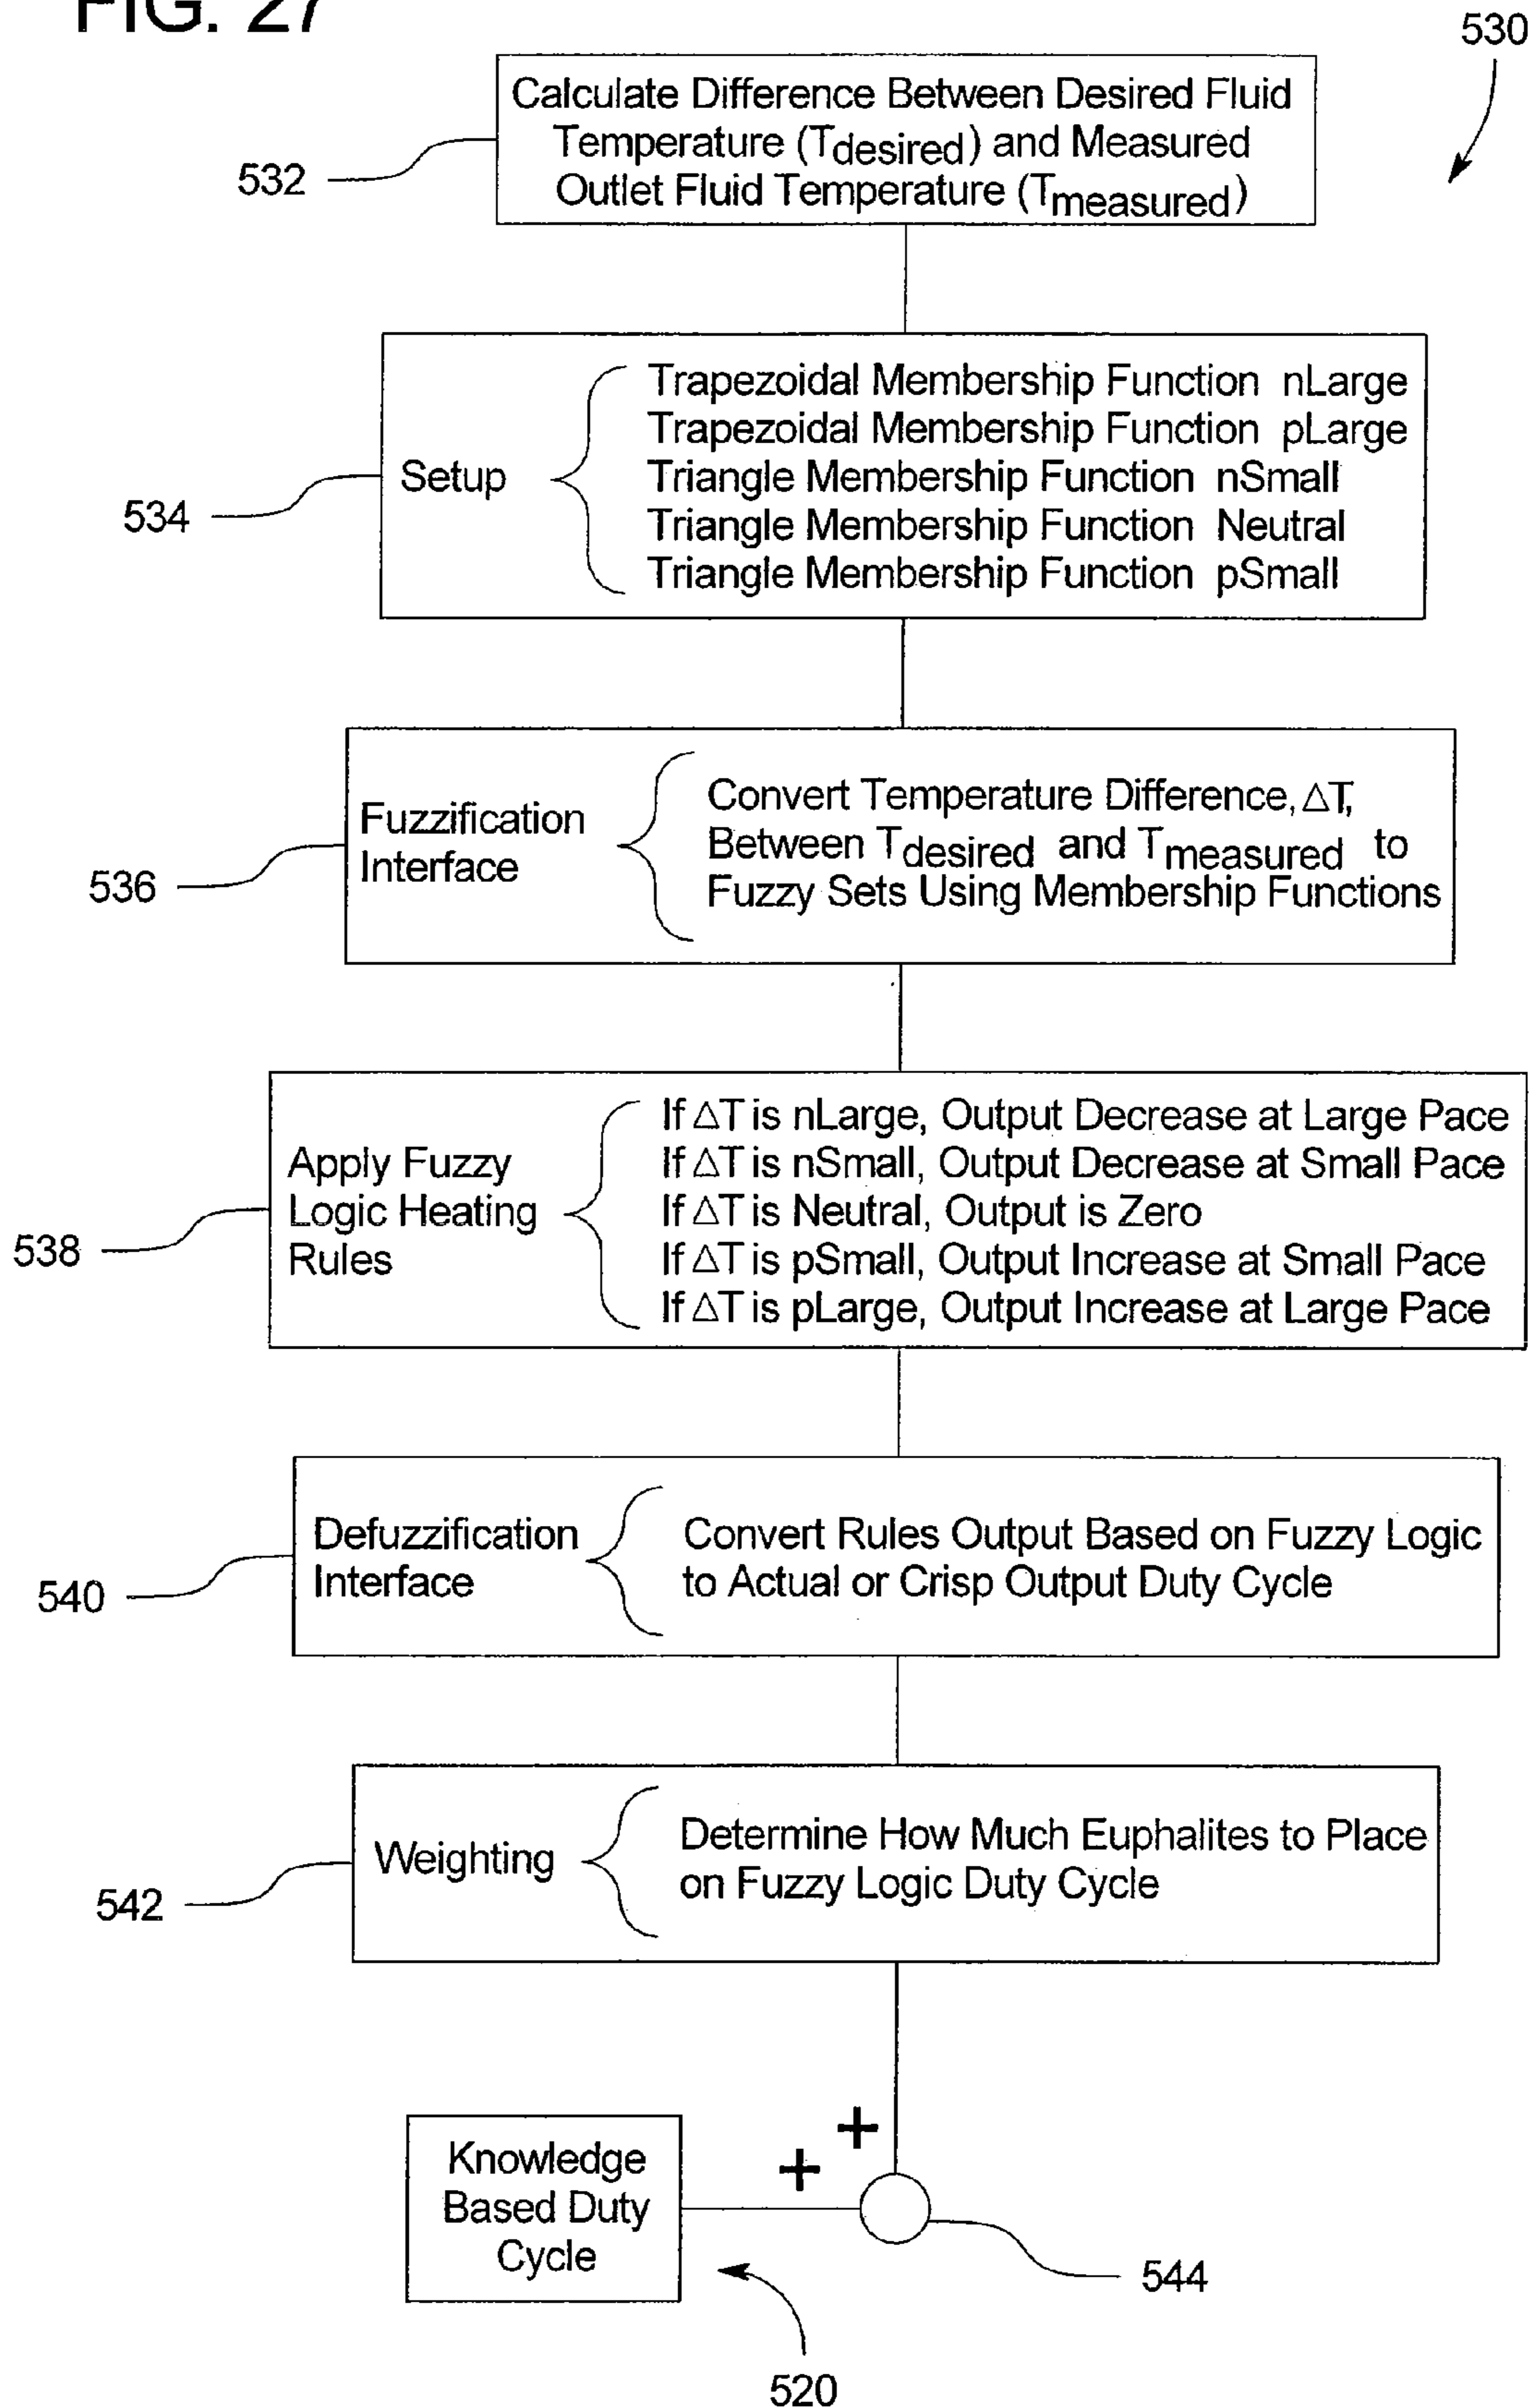 FIG. 27
530
Calculate Difference Between Desired Fluid
Temperature (Tdesired) and Measured
Outlet Fluid Temperature (Tmeasured)
532
Setup
Trapezoidal Membership Function nLarge
Trapezoidal Membership Function pLarge
Triangle Membership Function nSmall
Triangle Membership Function Neutral
Triangle Membership Function pSmall
534
Fuzzification
Interface
Convert Temperature Difference, ΔT,
Between Tdesired and Tmeasured to
Fuzzy Sets Using Membership Functions
536
Apply Fuzzy
Logic Heating
Rules
If ΔT is nLarge, Output Decrease at Large Pace
If ΔT is nSmall, Output Decrease at Small Pace
If ΔT is Neutral, Output is Zero
If ΔT is pSmall, Output Increase at Small Pace
If ΔT is pLarge, Output Increase at Large Pace
538
Defuzzification
Interface
Convert Rules Output Based on Fuzzy Logic
to Actual or Crisp Output Duty Cycle
540
Weighting
Determine How Much Euphalites to Place
on Fuzzy Logic Duty Cycle
542
+
+
Knowledge
Based Duty
Cycle
544
520